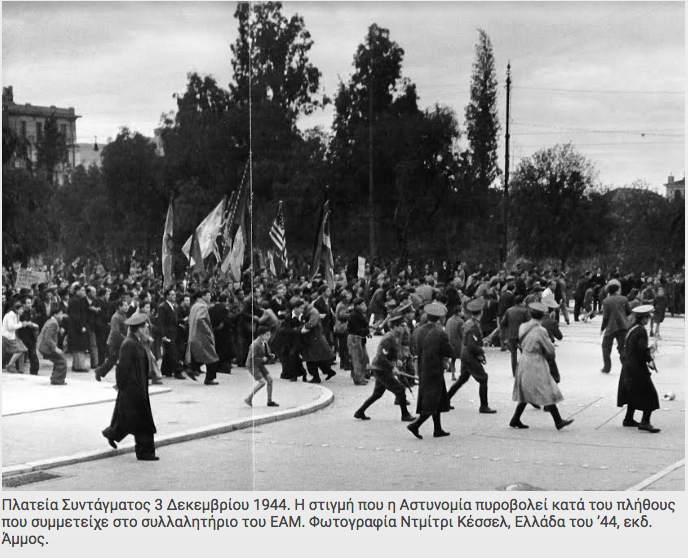 Πλατεία Συντάγματος 3 Δεκεμβρίου 1944. Η στιγμή που η Αστυνομία πυροβολεί κατά του πλήθους
που συμμετείχε στο συλλαλητήριο του ΕΑΜ. Φωτογραφία Ντμίτρι Κέσσελ, Ελλάδα του ’44, εκδ.
Άμμος.